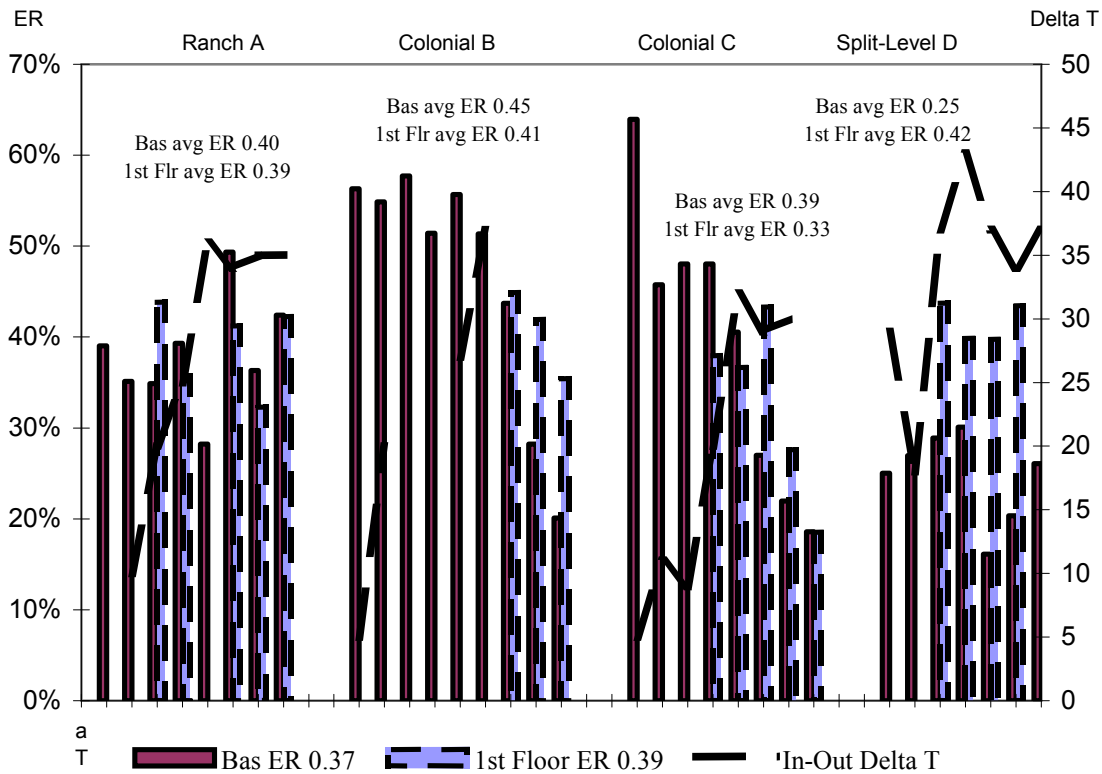 ER
Delta T
Ranch A
Colonial B
Colonial C
Split-Level D
70%
60%
50%
40%
30%
20%
10%
0%
Bas avg ER 0.40
1st Flr avg ER 0.39
Bas avg ER 0.45
1st Flr avg ER 0.41
Bas avg ER 0.39
1st Flr avg ER 0.33
Bas avg ER 0.25
1st Flr avg ER 0.42
50
45
40
35
30
25
20
15
10
5
0
a
T
Bas ER 0.37
1st Floor ER 0.39
'In-Out Delta T